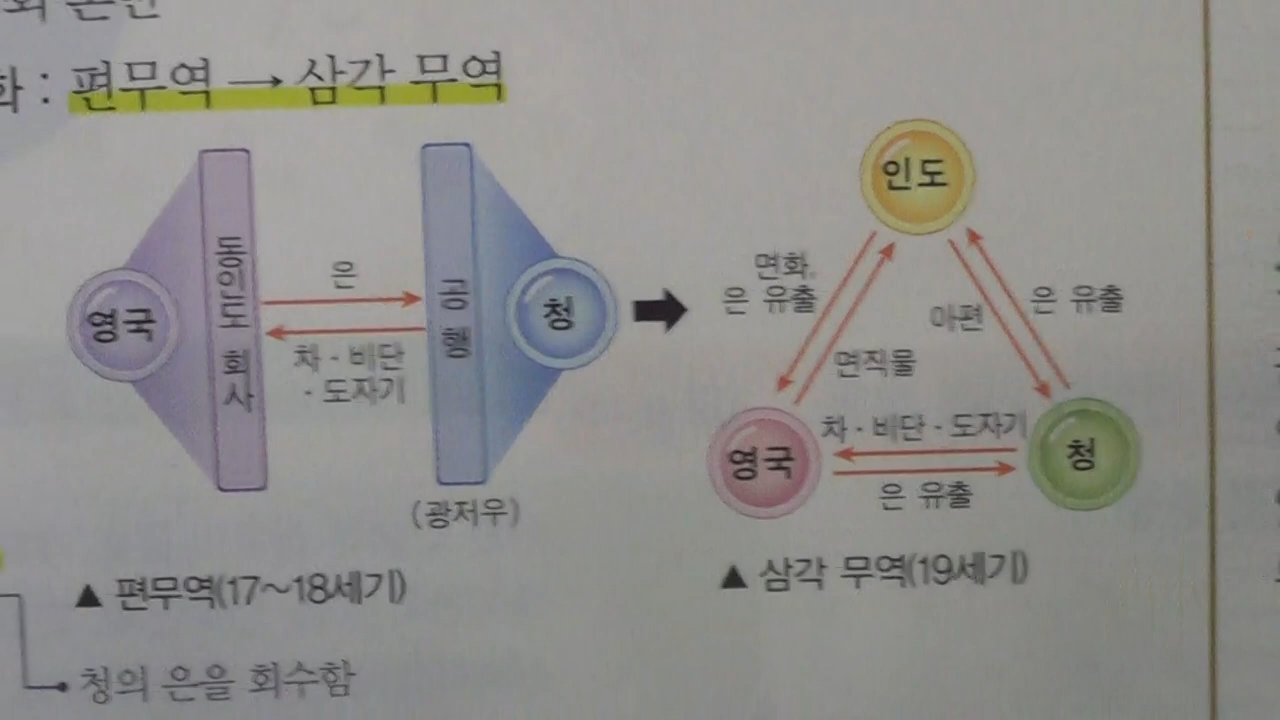 화 : 편무역 → 삼각 무역
영국
동인도 회사
은
차 · 비단
· 도자기
공행
청
(광저우)
▲ 편무역(17~18세기)
인도
면화,
은 유출
면직물
아편
은 유출
영국
차 · 비단 · 도자기
은 유출
청
▲ 삼각 무역(19세기)
청의 은을 회수함